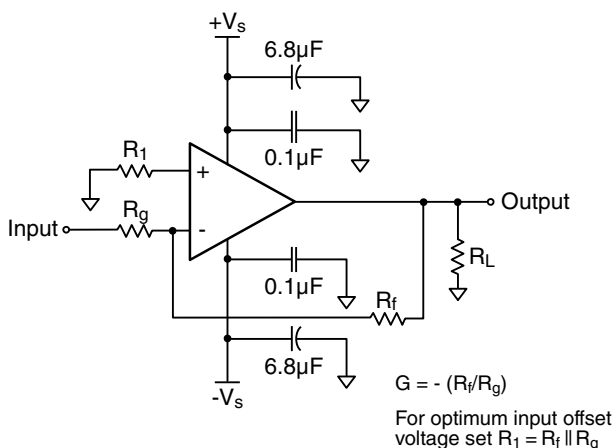 +Vs
6.8µF
R1
+
0.1µF
Input
Rg
-
Output
0.1µF
RL
Rf
6.8µF
-Vs
G = - (Rf/Rg)
For optimum input offset
voltage set R1 = Rf || Rg